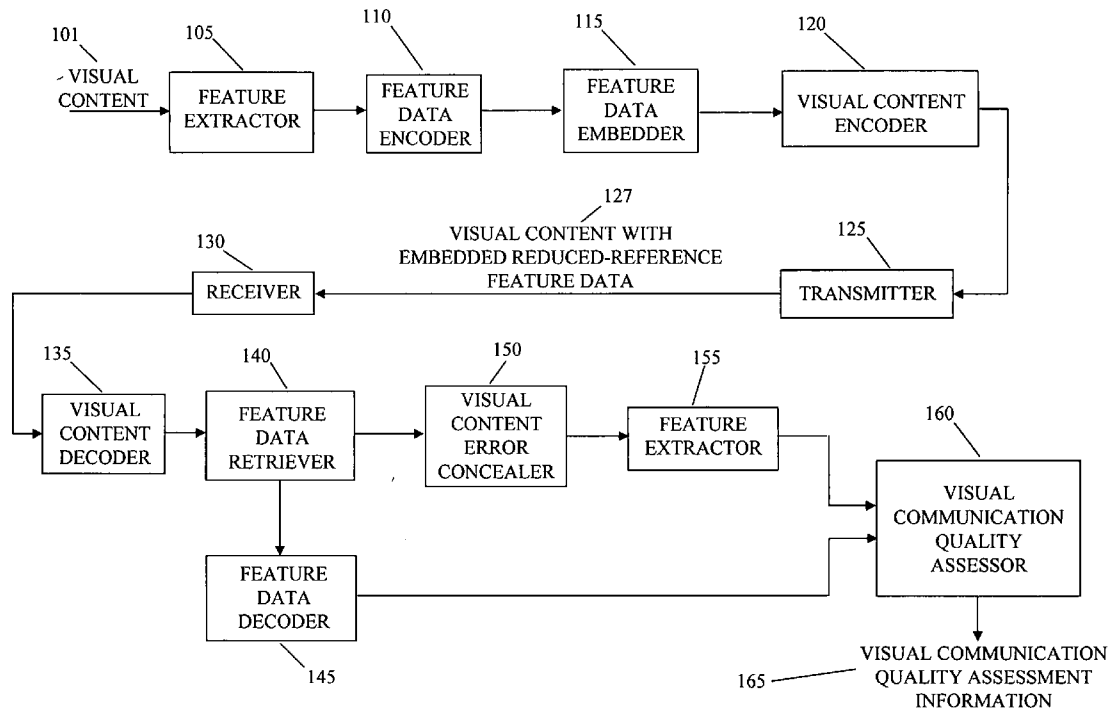 101
VISUAL
CONTENT
105
FEATURE
EXTRACTOR
110
FEATURE
DATA
ENCODER
115
FEATURE
DATA
EMBEDDER
120
VISUAL CONTENT
ENCODER
127
VISUAL CONTENT WITH
EMBEDDED REDUCED-REFERENCE
FEATURE DATA
125
TRANSMITTER
130
RECEIVER
135
VISUAL
CONTENT
DECODER
140
FEATURE
DATA
RETRIEVER
150
VISUAL
CONTENT
ERROR
CONCEALER
155
FEATURE
EXTRACTOR
160
VISUAL
COMMUNICATION
QUALITY
ASSESSOR
FEATURE
DATA
DECODER
145
165
VISUAL COMMUNICATION
QUALITY ASSESSMENT
INFORMATION